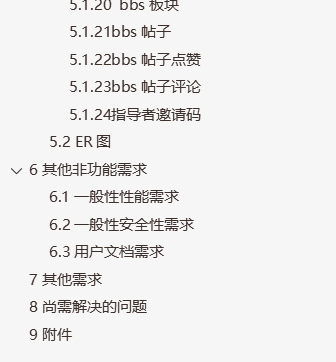 5.1.20 bbs 板块
5.1.21bbs 帖子
5.1.22bbs 帖子点赞
5.1.23bbs 帖子评论
5.1.24指导者邀请码
5.2 ER 图
6 其他非功能需求
6.1 一般性性能需求
6.2 一般性安全性需求
6.3 用户文档需求
7 其他需求
8 尚需解决的问题
9 附件